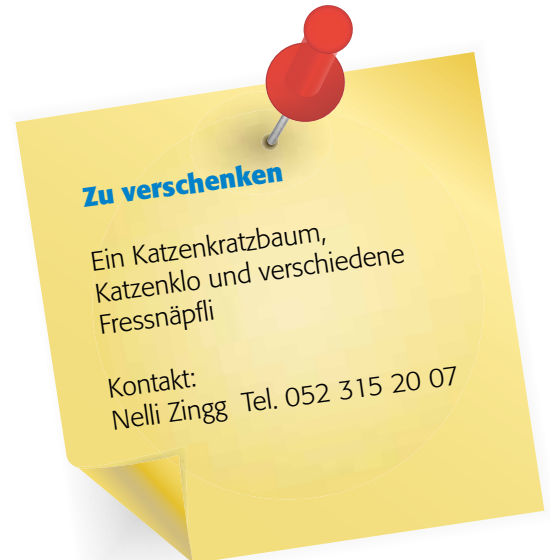 Zu verschenken
Ein Katzenkratzbaum,
Katzenklo und verschiedene
Fressnäpfli
Kontakt:
Nelli Zingg Tel. 052 315 20 07